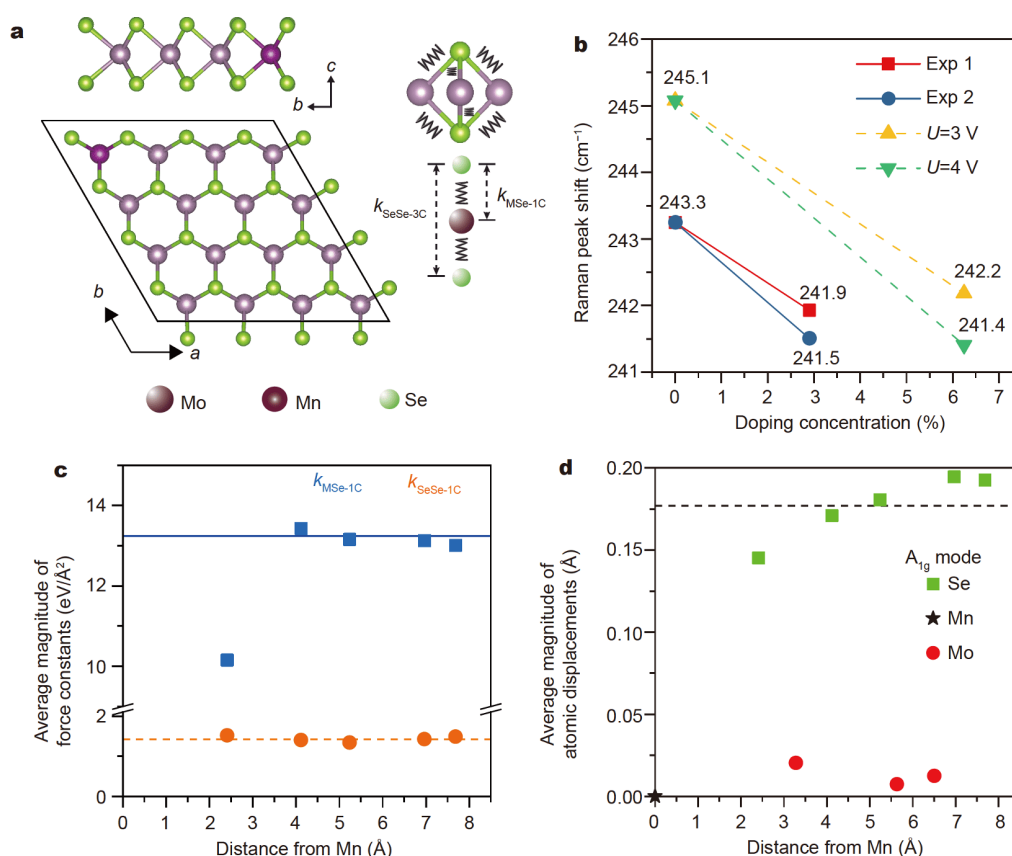 a
c
b
k_SeSe-3C
k_MSe-1C
b
a
Mo
Mn
Se
b
Raman peak shift (cm⁻¹)
246
245
244
243
242
241
245.1
243.3
241.9
241.5
242.2
241.4
Exp 1
Exp 2
U=3 V
U=4 V
0 1 2 3 4 5 6 7
Doping concentration (%)
c
Average magnitude of
force constants (eV/Å²)
14
12
10
2
0
k_MSe-1C k_SeSe-1C
0 1 2 3 4 5 6 7 8
Distance from Mn (Å)
d
Average magnitude of
atomic displacements (Å)
0.20
0.15
0.10
0.05
0.00
A_1g mode
Se
Mn
Mo
0 1 2 3 4 5 6 7 8
Distance from Mn (Å)